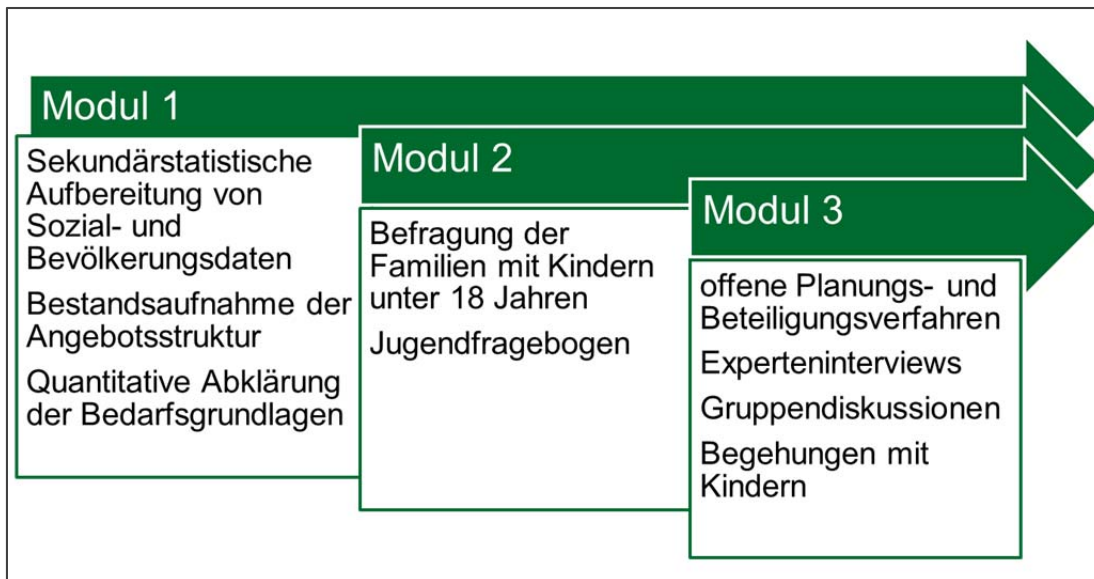 Modul 1
Sekundärstatistische
Aufbereitung von
Sozial- und
Bevölkerungsdaten
Bestandsaufnahme der
Angebotsstruktur
Quantitative Abklärung
der Bedarfsgrundlagen
Modul 2
Befragung der
Familien mit Kindern
unter 18 Jahren
Jugendfragebogen
Modul 3
offene Planungs- und
Beteiligungsverfahren
Experteninterviews
Gruppendiskussionen
Begehungen mit
Kindern